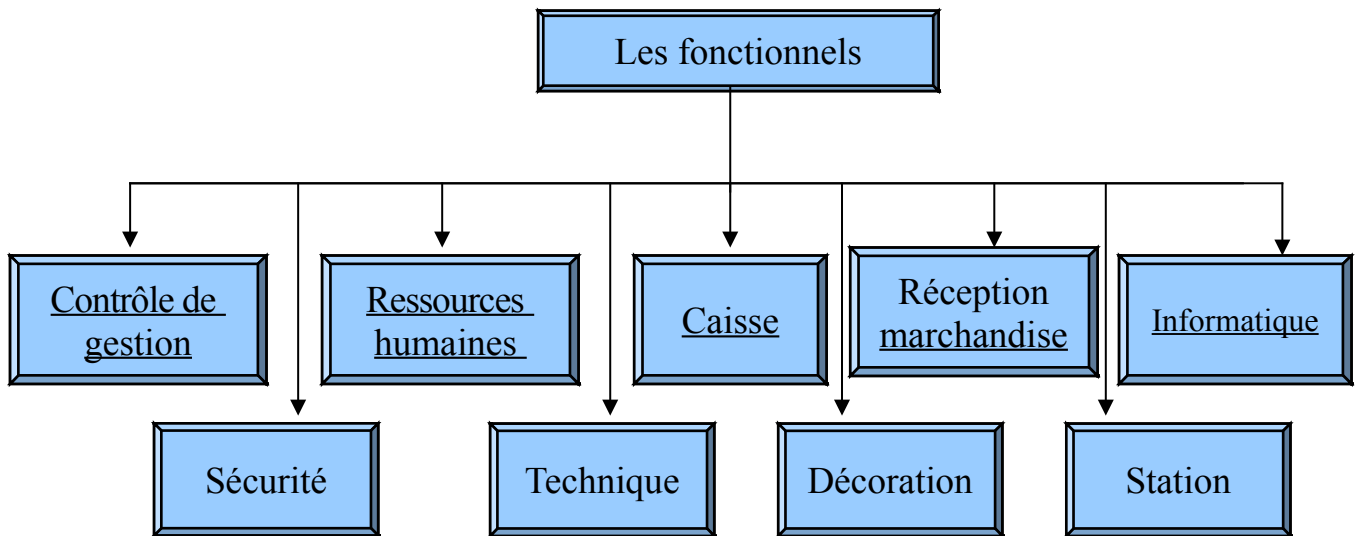 Les fonctionnels
Contrôle de
gestion
Ressources
humaines
Caisse
Réception
marchandise
Informatique
Sécurité
Technique
Décoration
Station